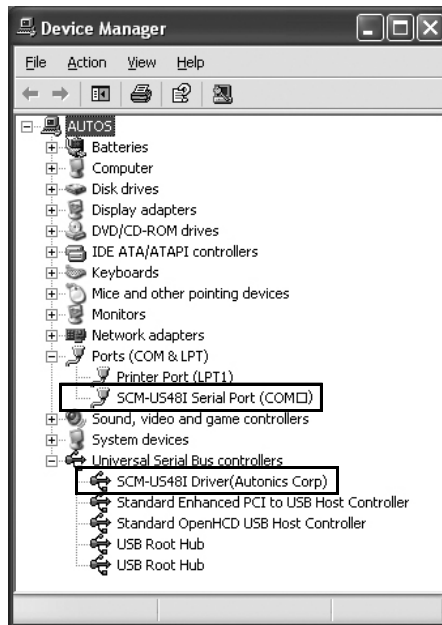 Device Manager
File Action View Help
AUTOS
Batteries
Computer
Disk drives
Display adapters
DVD/CD-ROM drives
IDE ATA/ATAPI controllers
Keyboards
Mice and other pointing devices
Monitors
Network adapters
Ports (COM & LPT)
Printer Port (LPT1)
SCM-US48I Serial Port (COM□)
Sound, video and game controllers
System devices
Universal Serial Bus controllers
SCM-US48I Driver(Autonics Corp)
Standard Enhanced PCI to USB Host Controller
Standard OpenHCD USB Host Controller
USB Root Hub
USB Root Hub